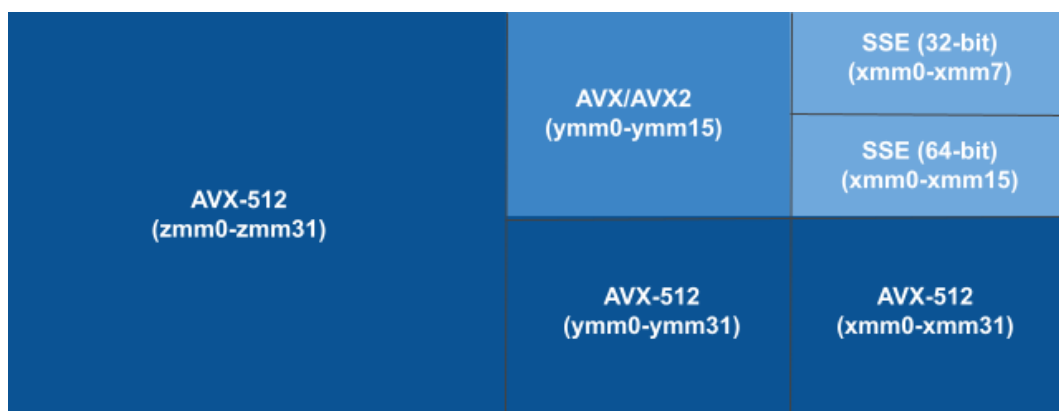 AVX-512
(zmm0-zmm31)
AVX/AVX2
(ymm0-ymm15)
SSE (32-bit)
(xmm0-xmm7)
SSE (64-bit)
(xmm0-xmm15)
AVX-512
(ymm0-ymm31)
AVX-512
(xmm0-xmm31)